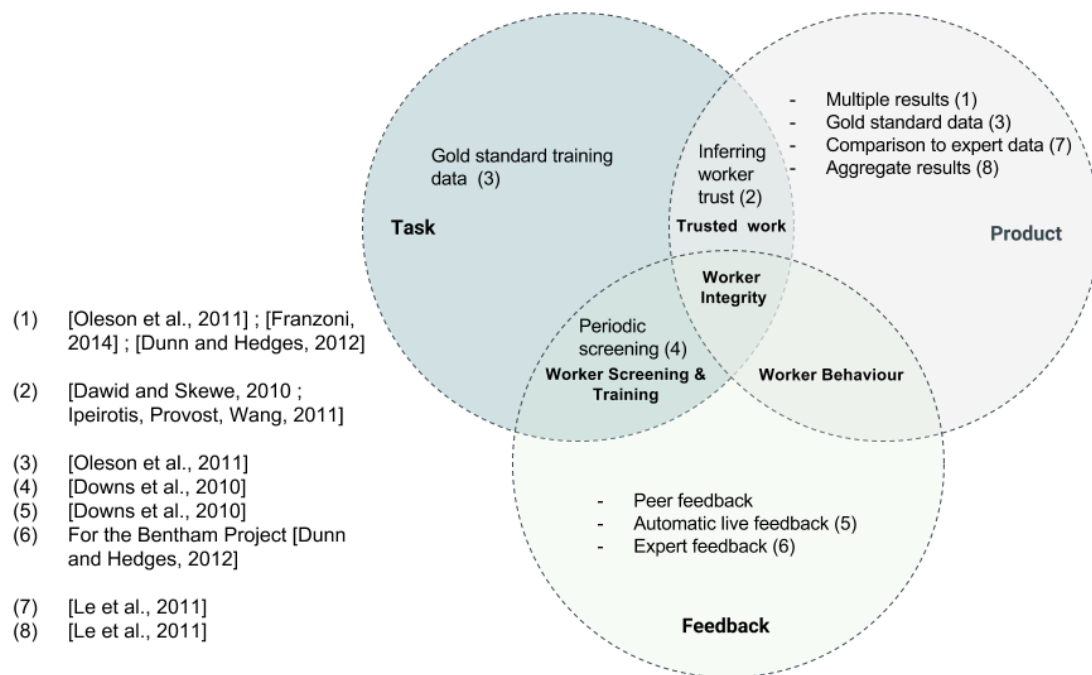 - Multiple results (1)
- Gold standard data (3)
- Comparison to expert data (7)
- Aggregate results (8)
Gold standard training
data (3)
Inferring
worker
trust (2)
Task
Trusted work
Product
Worker
Integrity
Periodic
screening (4)
Worker Screening &
Training
Worker Behaviour
- Peer feedback
- Automatic live feedback (5)
- Expert feedback (6)
Feedback
(1) [Oleson et al., 2011] ; [Franzoni,
2014] ; [Dunn and Hedges, 2012]
(2) [Dawid and Skewe, 2010 ;
Ipeirotis, Provost, Wang, 2011]
(3) [Oleson et al., 2011]
(4) [Downs et al., 2010]
(5) [Downs et al., 2010]
(6) For the Bentham Project [Dunn
and Hedges, 2012]
(7) [Le et al., 2011]
(8) [Le et al., 2011]